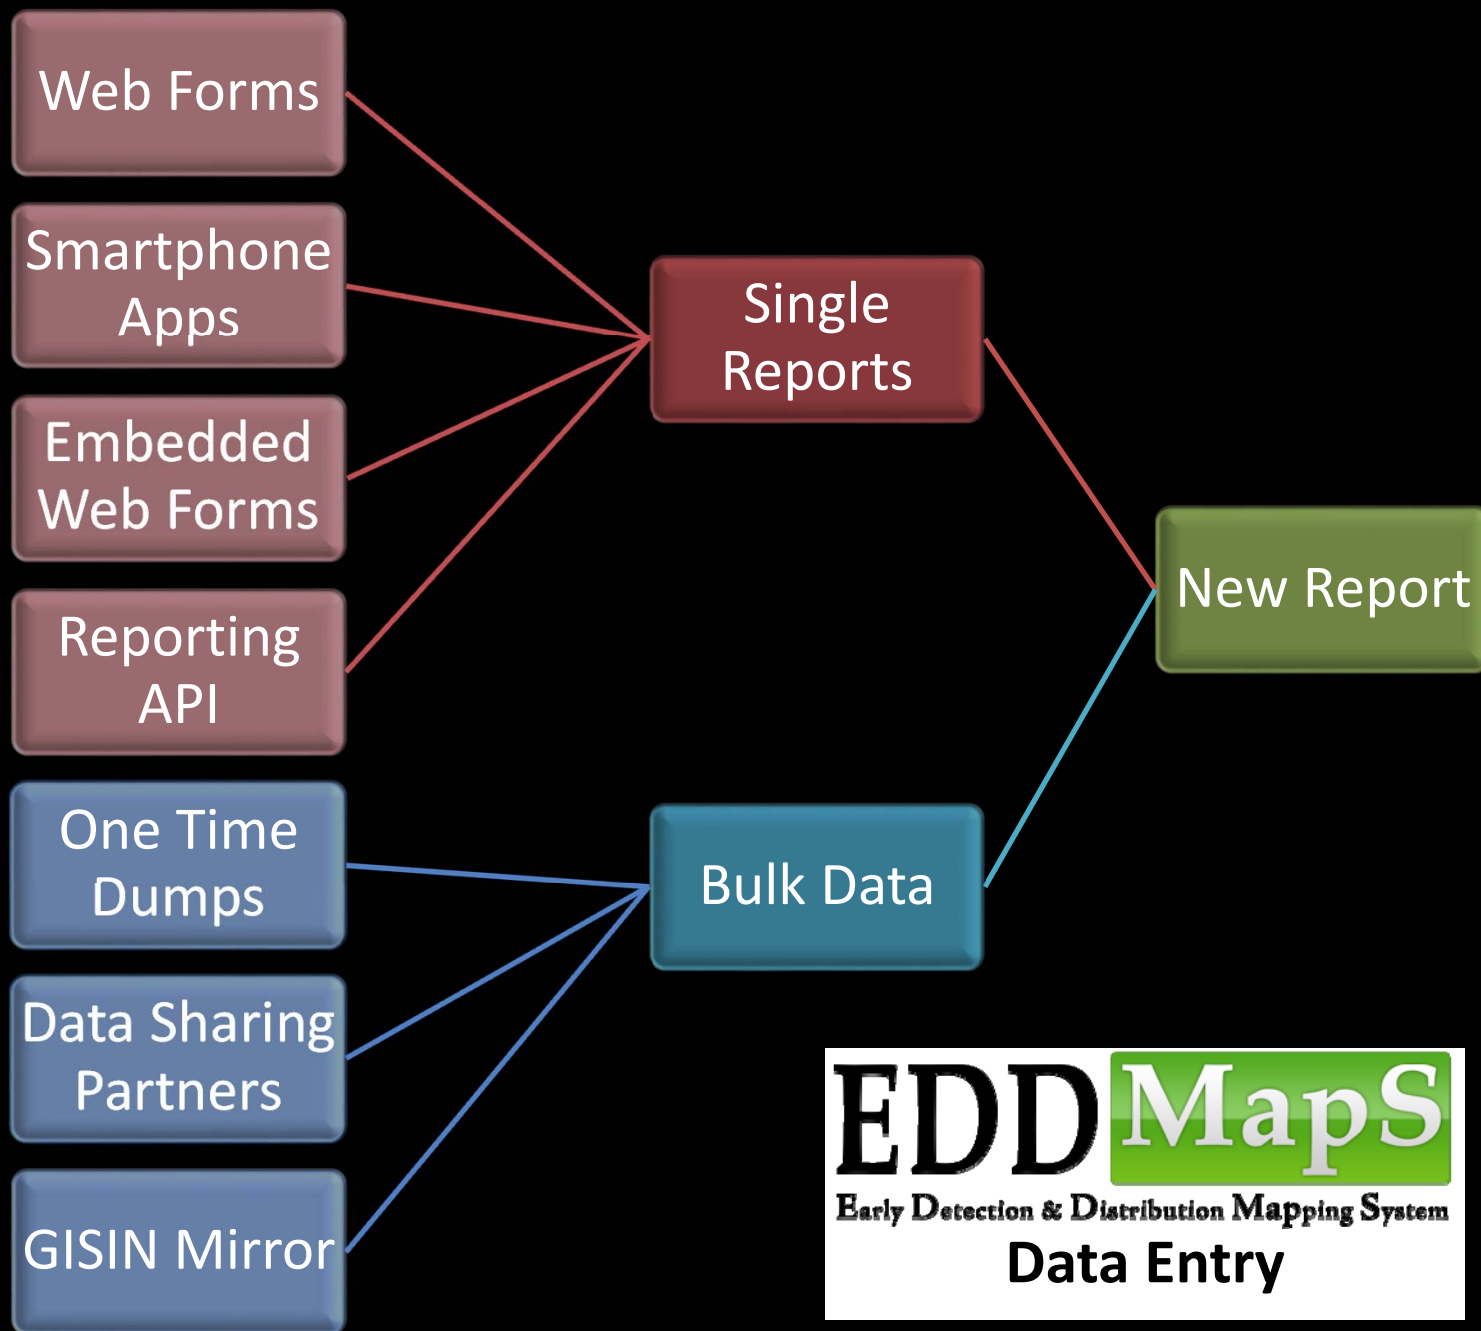 Web Forms
Smartphone
Apps
Embedded
Web Forms
Reporting
API
One Time
Dumps
Data Sharing
Partners
GISIN Mirror
Single
Reports
Bulk Data
New Report
EDDMapS
Early Detection & Distribution Mapping System
Data Entry